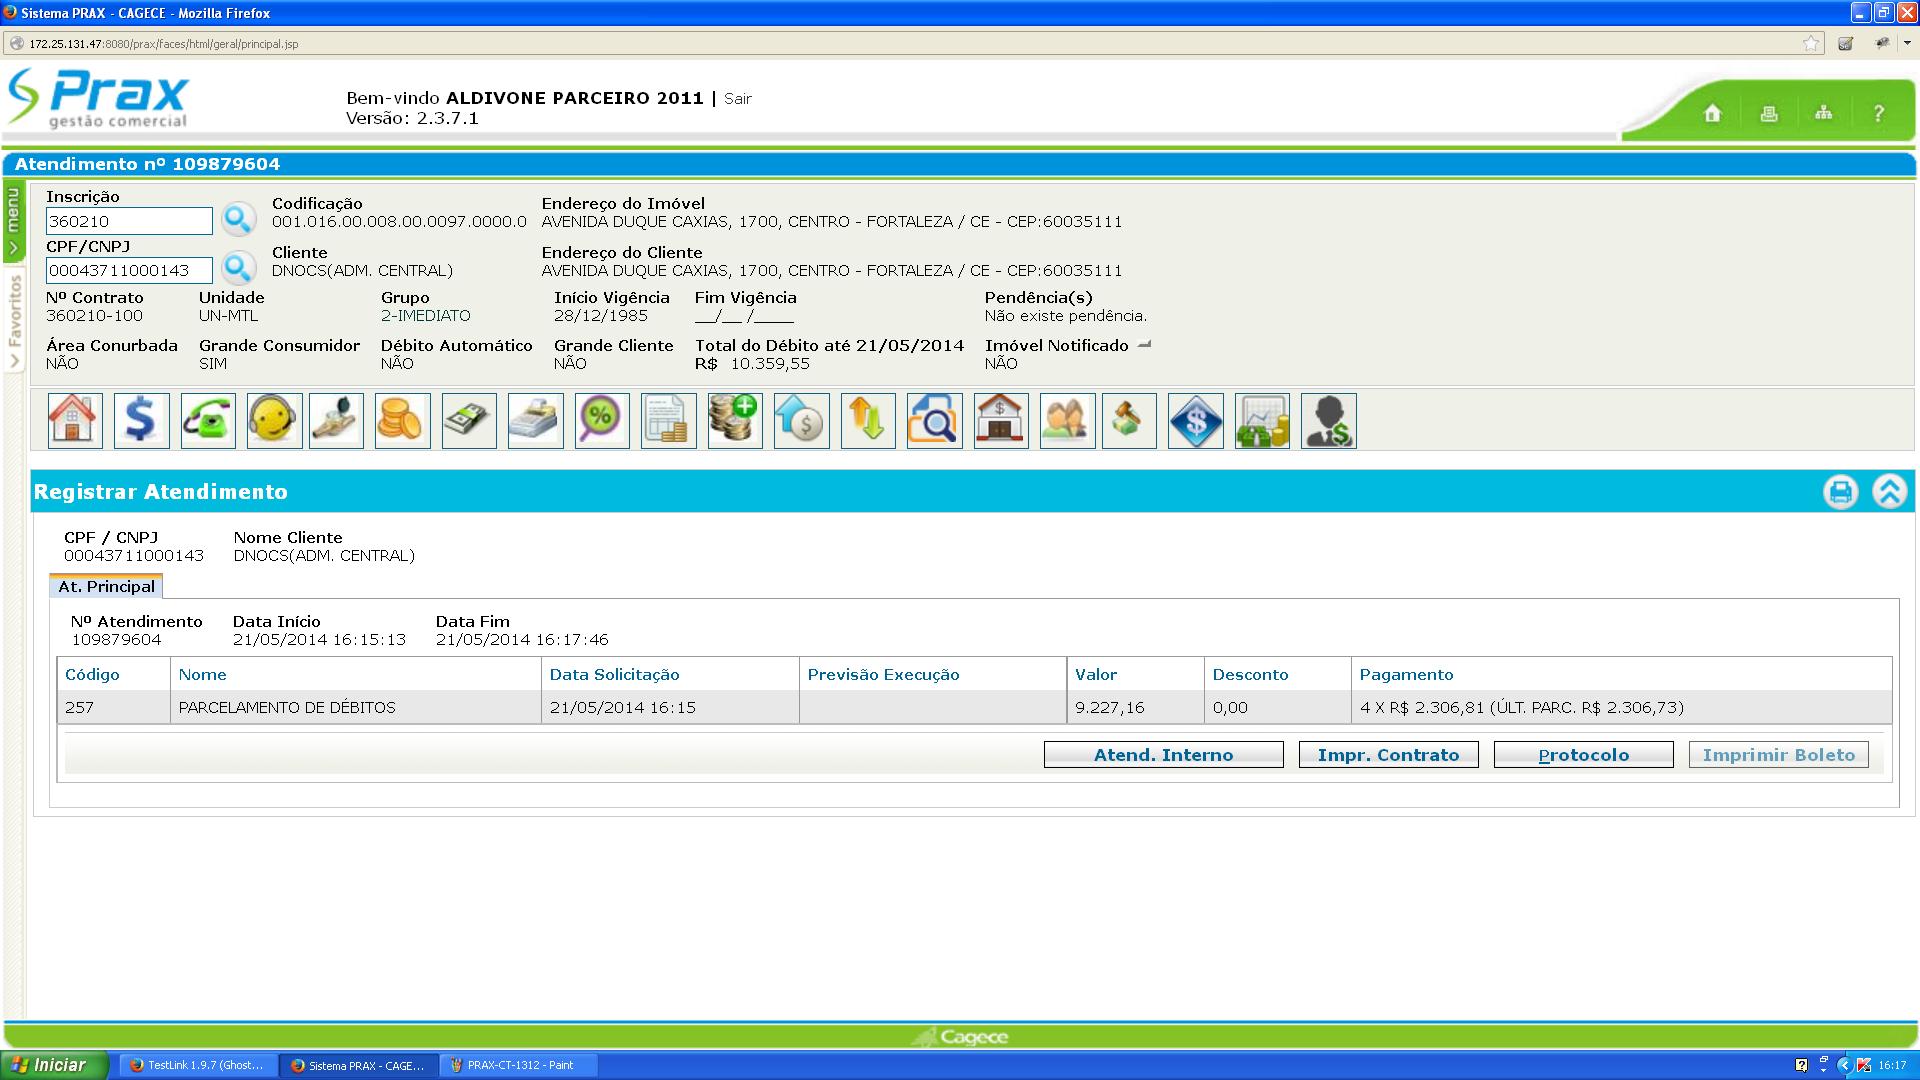 Sistema PRAX - CAGECE - Mozilla Firefox
172.25.131.47:8080/prax/faces/html/geral/principal.jsp
Prax
gestão comercial
Bem-vindo ALDIVONE PARCEIRO 2011 | Sair
Versão: 2.3.7.1
?
Atendimento nº 109879604
menu
Favoritos
Inscrição
360210
Codificação
001.016.00.008.00.0097.0000.0
Endereço do Imóvel
AVENIDA DUQUE CAXIAS, 1700, CENTRO - FORTALEZA / CE - CEP:60035111
CPF/CNPJ
00043711000143
Cliente
DNOCS(ADM. CENTRAL)
Endereço do Cliente
AVENIDA DUQUE CAXIAS, 1700, CENTRO - FORTALEZA / CE - CEP:60035111
Nº Contrato Unidade Grupo Início Vigência Fim Vigência Pendência(s)
360210-100 UN-MTL 2-IMEDIATO 28/12/1985 __/__ /____ Não existe pendência.
Área Conurbada Grande Consumidor Débito Automático Grande Cliente Total do Débito até 21/05/2014 Imóvel Notificado
NÃO SIM NÃO NÃO R$ 10.359,55 NÃO
Registrar Atendimento
CPF / CNPJ Nome Cliente
00043711000143 DNOCS(ADM. CENTRAL)
At. Principal
Nº Atendimento Data Início Data Fim
109879604 21/05/2014 16:15:13 21/05/2014 16:17:46
Código Nome Data Solicitação Previsão Execução Valor Desconto Pagamento
257 PARCELAMENTO DE DÉBITOS 21/05/2014 16:15 9.227,16 0,00 4 X R$ 2.306,81 (ÚLT. PARC. R$ 2.306,73)
Atend. Interno Impr. Contrato Protocolo Imprimir Boleto
Cagece
Iniciar TestLink 1.9.7 (Ghost... Sistema PRAX - CAGE... PRAX-CT-1312 - Paint 16:17